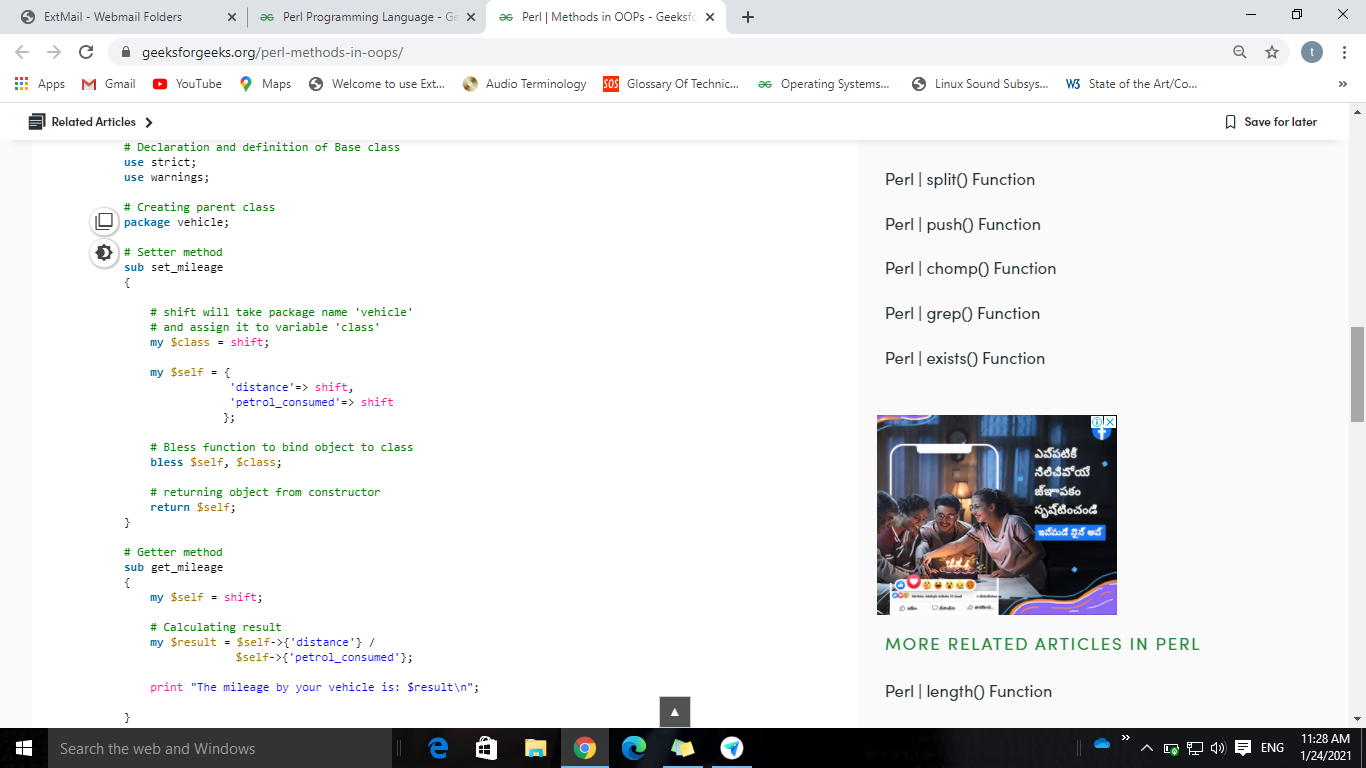 ExtMail - Webmail Folders
Perl Programming Language - Ge
Perl | Methods in OOPs - Geeksfo
geeksforgeeks.org/perl-methods-in-oops/
t
Apps
Gmail
YouTube
Maps
Welcome to use Ext...
Audio Terminology
SOS
Glossary Of Technic...
Operating Systems...
Linux Sound Subsys...
W3
State of the Art/Co...
»
Related Articles
Save for later
# Declaration and definition of Base class
use strict;
use warnings;
# Creating parent class
package vehicle;
# Setter method
sub set_mileage
{
# shift will take package name 'vehicle'
# and assign it to variable 'class'
my $class = shift;
my $self = {
'distance'=> shift,
'petrol_consumed'=> shift
};
# Bless function to bind object to class
bless $self, $class;
# returning object from constructor
return $self;
}
# Getter method
sub get_mileage
{
my $self = shift;
# Calculating result
my $result = $self->{'distance'} /
$self->{'petrol_consumed'};
print "The mileage by your vehicle is: $result\n";
}
Perl | split() Function
Perl | push() Function
Perl | chomp() Function
Perl | grep() Function
Perl | exists() Function
ఎప్పటికీ
నిలిచిపోయే
జ్ఞాపకం
సృష్టించండి
ఇప్పుడే సైన్ అప్
MORE RELATED ARTICLES IN PERL
Perl | length() Function
Search the web and Windows
»
ENG
11:28 AM
1/24/2021